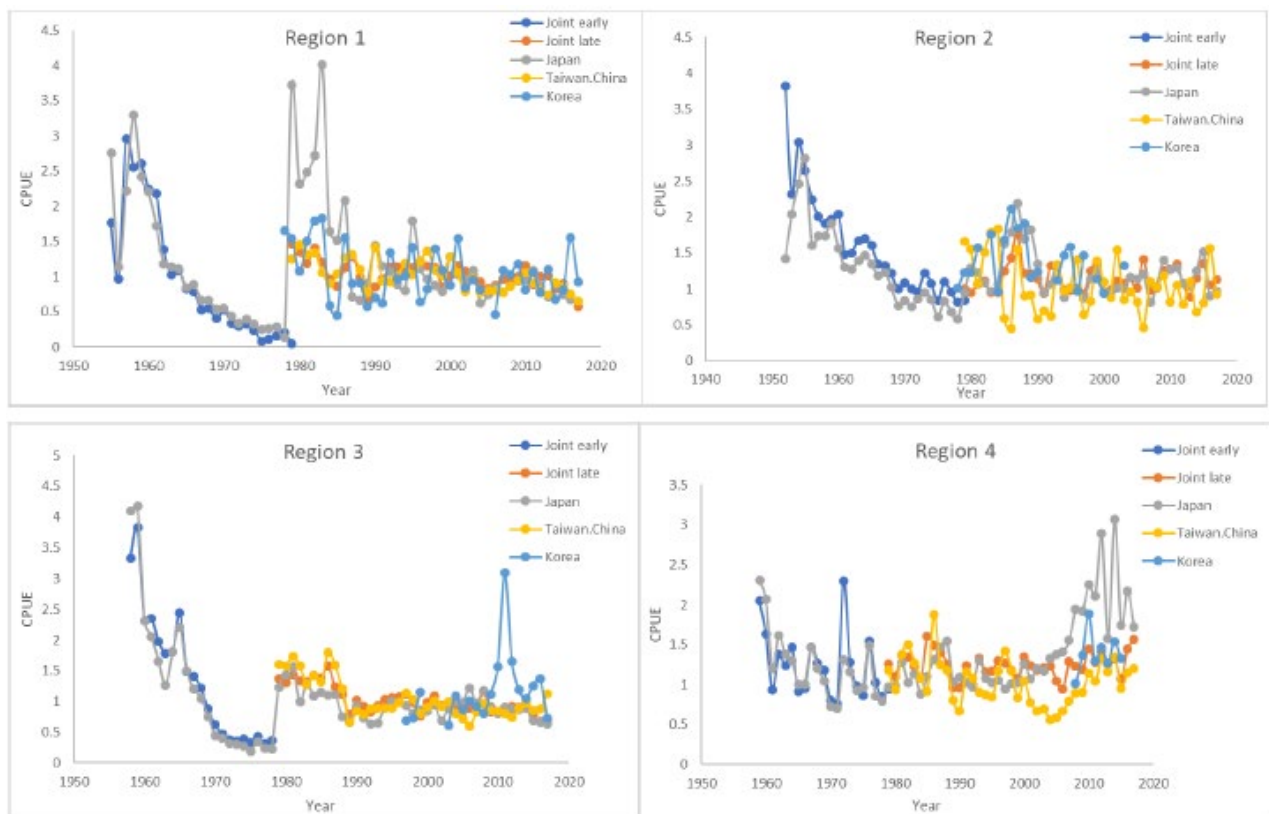 Region 1
Joint early
Joint late
Japan
Taiwan.China
Korea
CPUE
4.5
4
3.5
3
2.5
2
1.5
1
0.5
0
1950
1960
1970
1980
1990
2000
2010
2020
Year
Region 2
Joint early
Joint late
Japan
Taiwan.China
Korea
CPUE
4.5
4
3.5
3
2.5
2
1.5
1
0.5
0
1940
1950
1960
1970
1980
1990
2000
2010
2020
Year
Region 3
Joint early
Joint late
Japan
Taiwan.China
Korea
CPUE
5
4.5
4
3.5
3
2.5
2
1.5
1
0.5
0
1950
1960
1970
1980
1990
2000
2010
2020
Year
Region 4
Joint early
Joint late
Japan
Taiwan.China
Korea
CPUE
3.5
3
2.5
2
1.5
1
0.5
0
1950
1960
1970
1980
1990
2000
2010
2020
Year